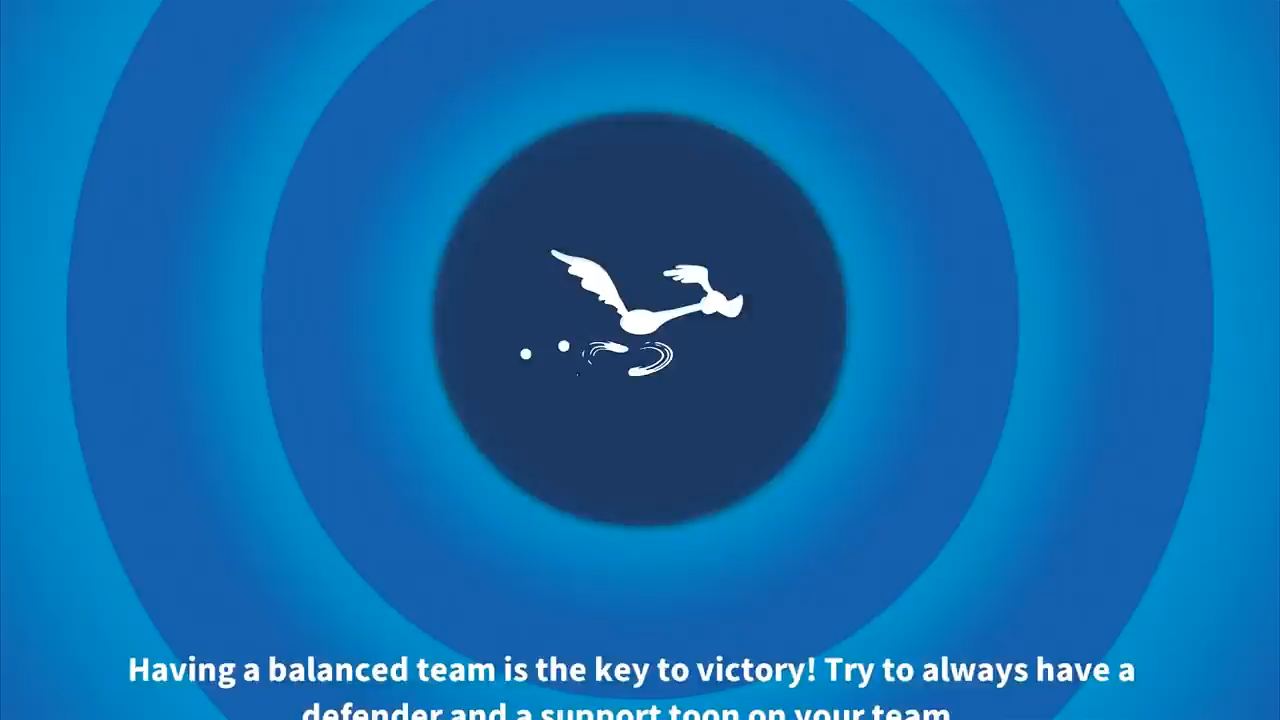 Having a balanced team is the key to victory! Try to always have a
defender and a support toon on your team